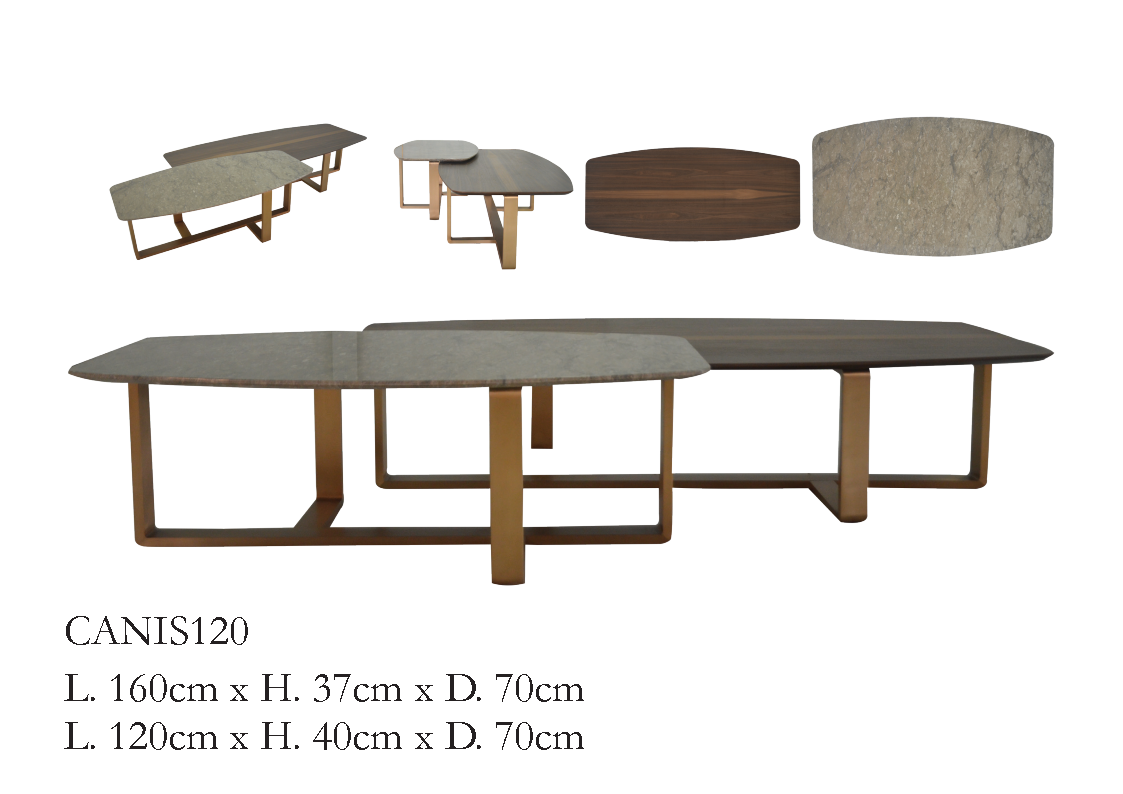 CANIS120
L. 160cm x H. 37cm x D. 70cm
L. 120cm x H. 40cm x D. 70cm